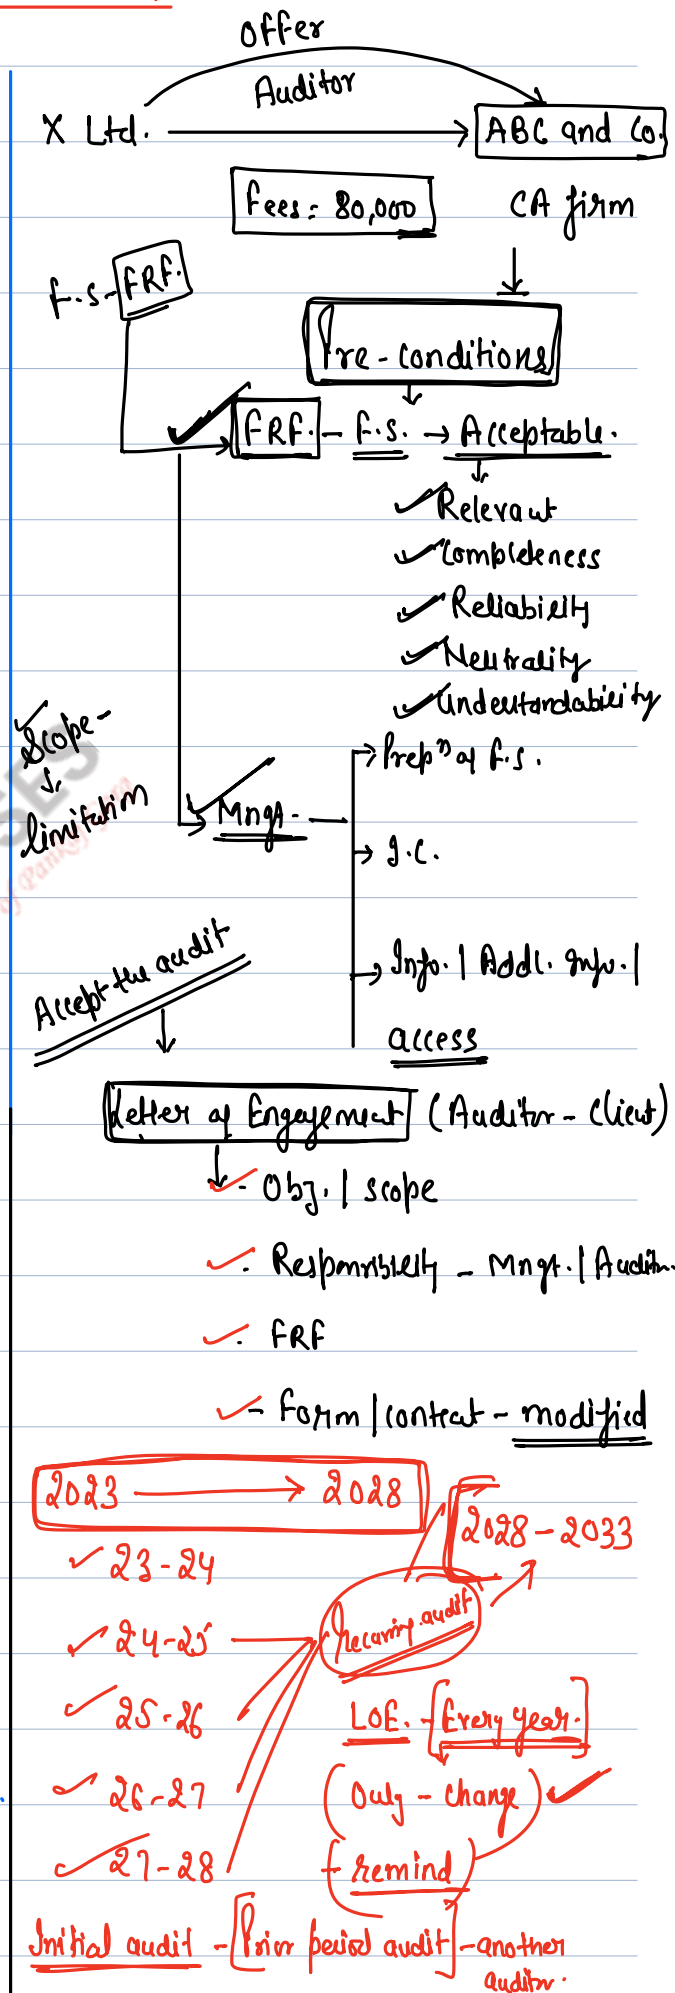 Offer
Auditor
X Ltd. ABC and Co.
Fees = 80,000 CA firm
F.S - FRF.
Pre-conditions
FRF. - F.S. → Acceptable.
Relevant
Completeness
Reliability
Neutrality
Understandability
Scope-
limitation
Prepⁿ of F.S.
Mngt.
I.C.
Info. | Addl. Info. |
access
Accept the audit
Letter of Engagement (Auditor - Client)
- Obj. | scope
- Responsibility - Mngt. | Auditor.
- FRF
- Form | content - modified
2023 → 2028
2028 - 2033
23-24
24-25
Recurring audit
25-26
LOE. - [Every year.]
26-27
(Only - change)
27-28
- remind
Initial audit - [Prior period audit] - another
auditor.
of Pankaj